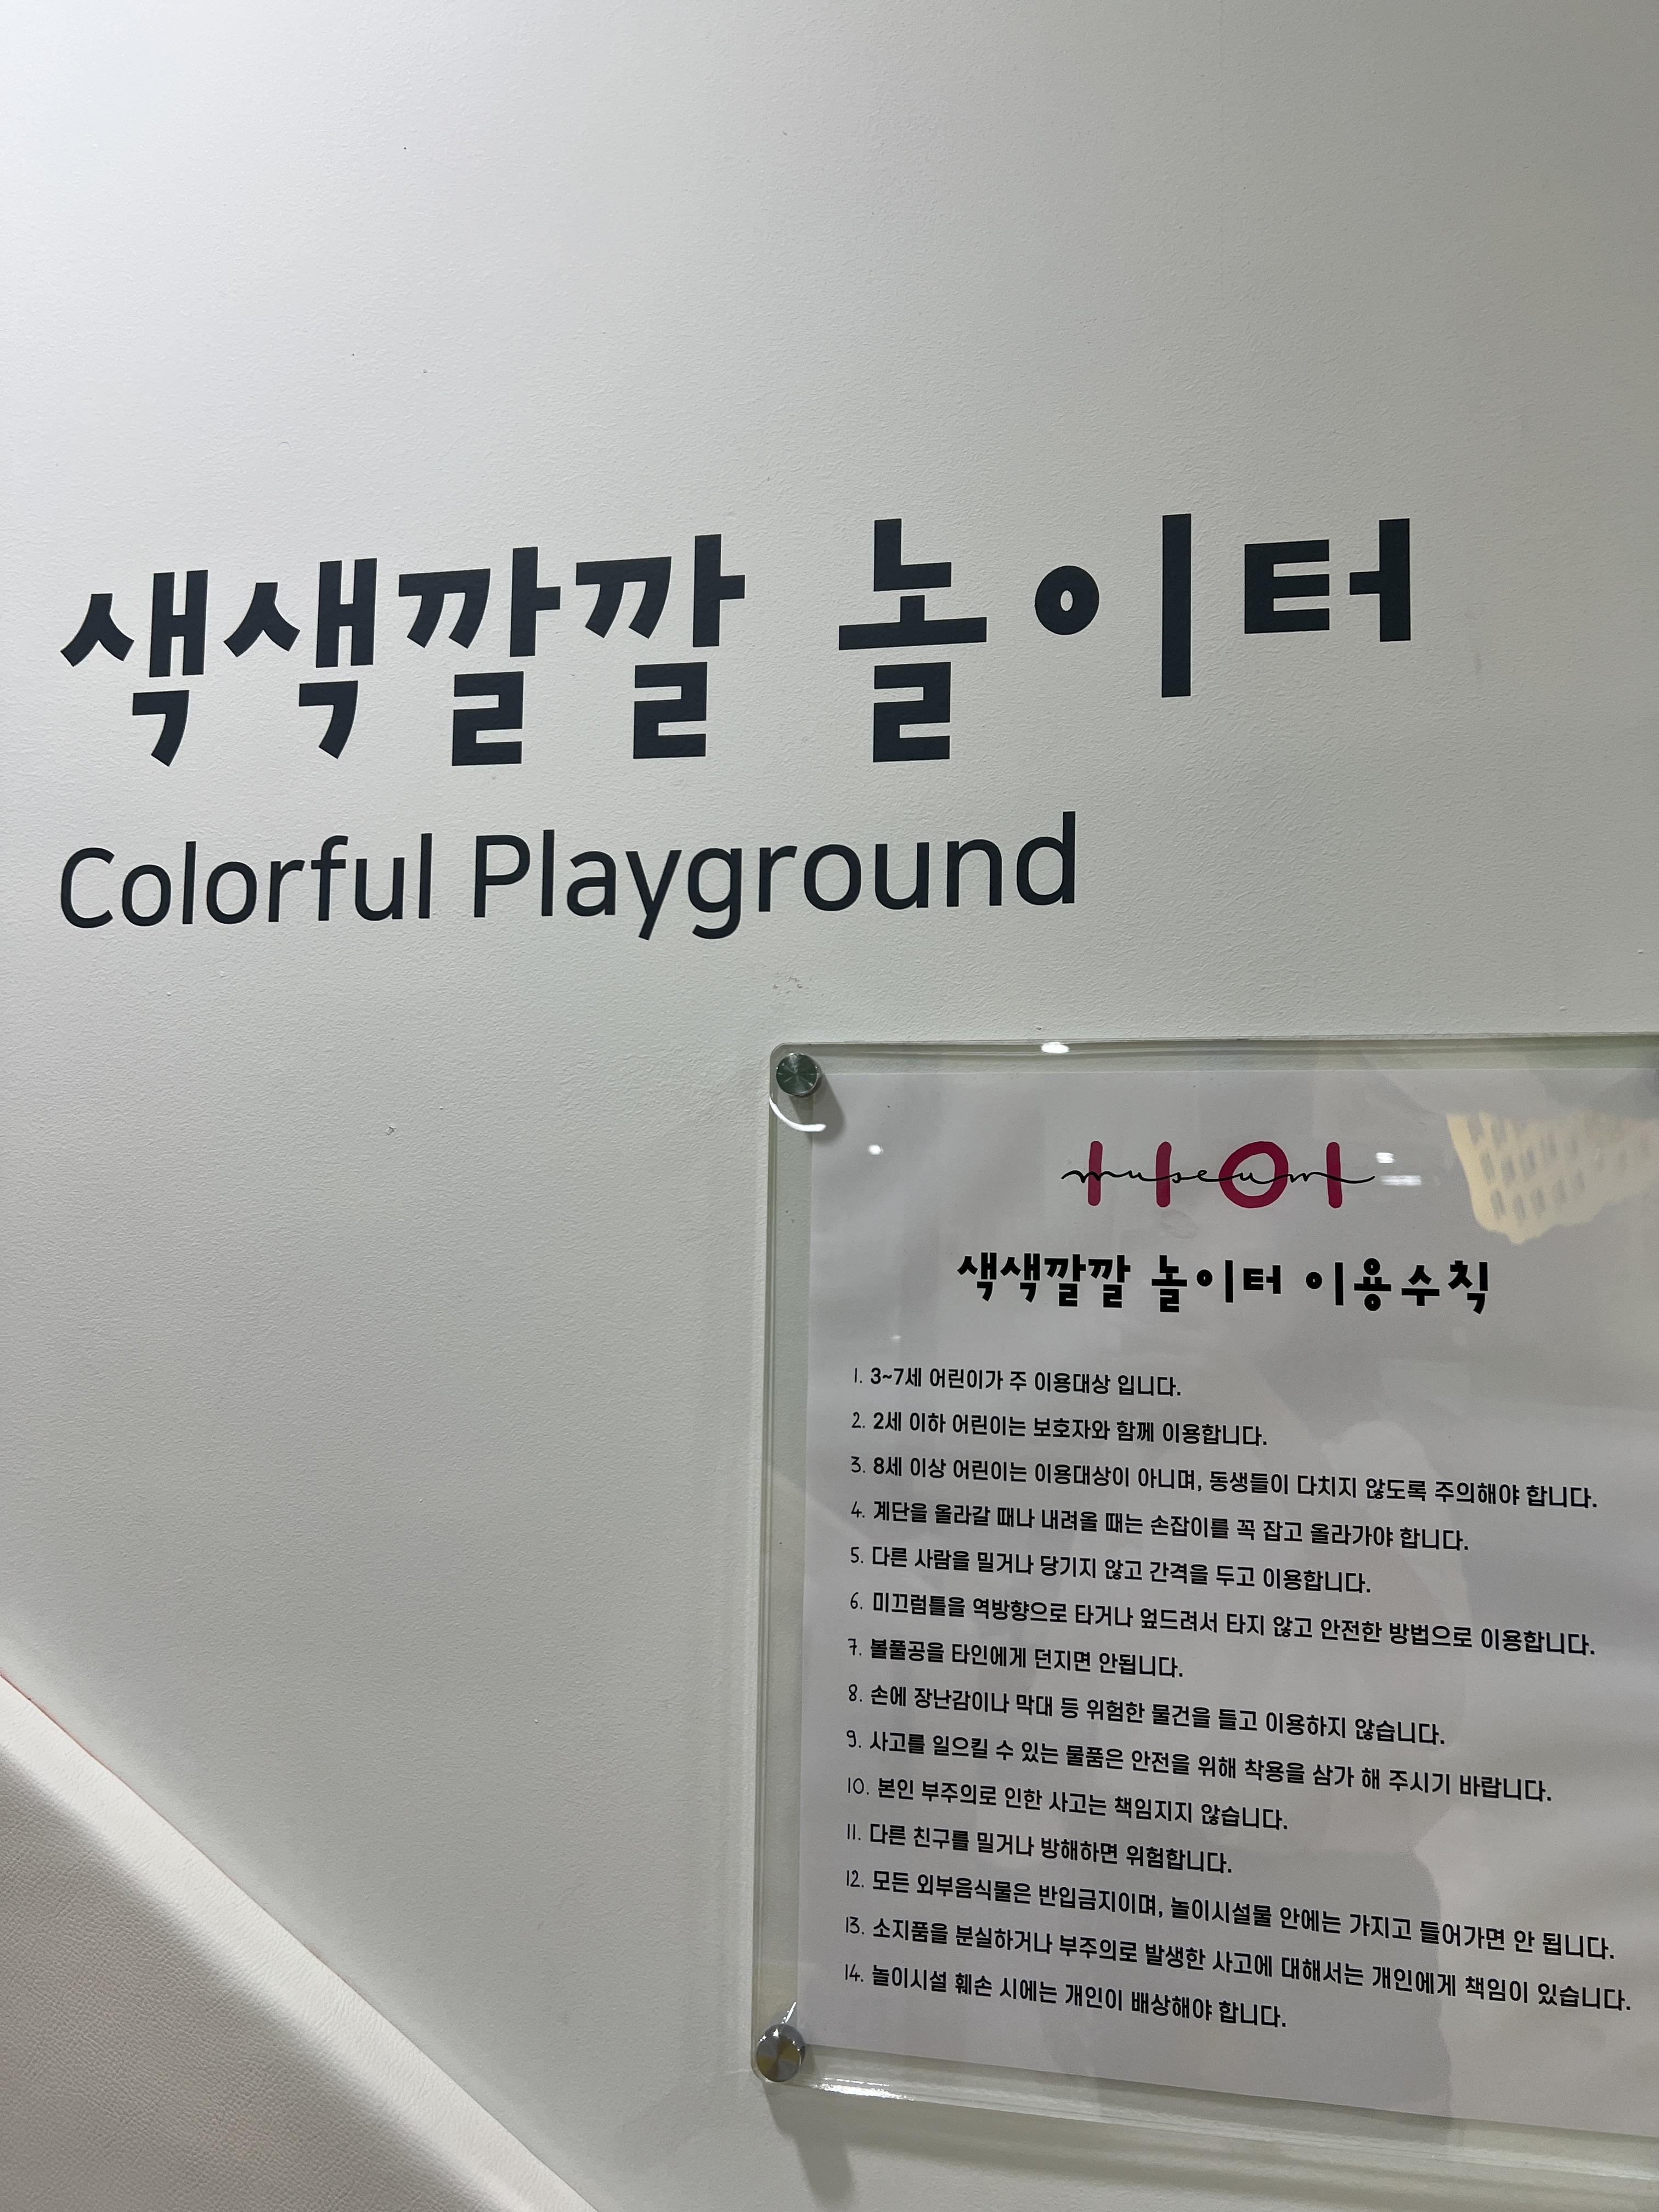 색색깔깔 놀이터
Colorful Playground
1101
museum
색색깔깔 놀이터 이용수칙
1. 3~7세 어린이가 주 이용대상 입니다.
2. 2세 이하 어린이는 보호자와 함께 이용합니다.
3. 8세 이상 어린이는 이용대상이 아니며, 동생들이 다치지 않도록 주의해야 합니다.
4. 계단을 올라갈 때나 내려올 때는 손잡이를 꼭 잡고 올라가야 합니다.
5. 다른 사람을 밀거나 당기지 않고 간격을 두고 이용합니다.
6. 미끄럼틀을 역방향으로 타거나 엎드려서 타지 않고 안전한 방법으로 이용합니다.
7. 볼풀공을 타인에게 던지면 안됩니다.
8. 손에 장난감이나 막대 등 위험한 물건을 들고 이용하지 않습니다.
9. 사고를 일으킬 수 있는 물품은 안전을 위해 착용을 삼가 해 주시기 바랍니다.
10. 본인 부주의로 인한 사고는 책임지지 않습니다.
11. 다른 친구를 밀거나 방해하면 위험합니다.
12. 모든 외부음식물은 반입금지이며, 놀이시설물 안에는 가지고 들어가면 안 됩니다.
13. 소지품을 분실하거나 부주의로 발생한 사고에 대해서는 개인에게 책임이 있습니다.
14. 놀이시설 훼손 시에는 개인이 배상해야 합니다.